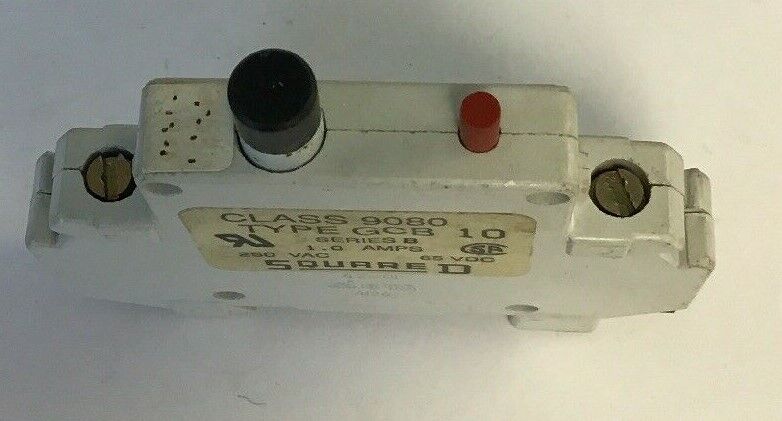 CLASS 9080
TYPE GCB 10
SERIES B
1.0 AMPS
250 VAC 65 VDC
SQUARE D